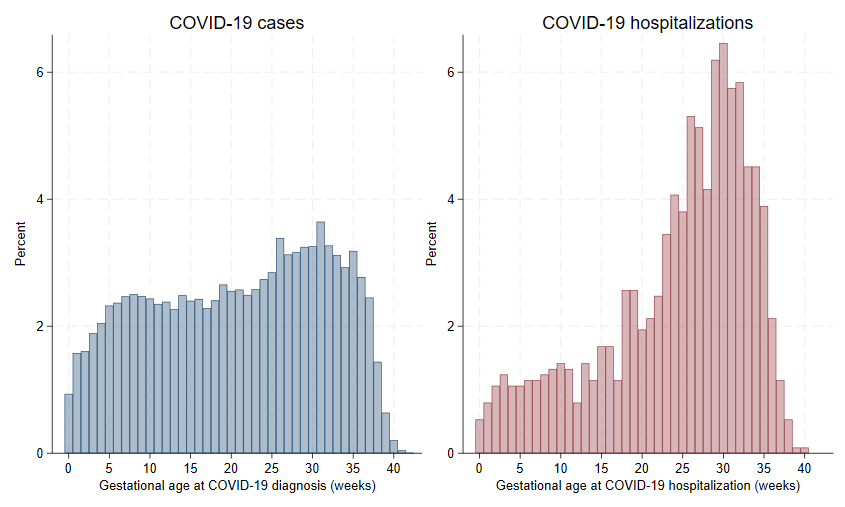 COVID-19 cases
Percent
6
4
2
0
0 5 10 15 20 25 30 35 40
Gestational age at COVID-19 diagnosis (weeks)
COVID-19 hospitalizations
Percent
6
4
2
0
0 5 10 15 20 25 30 35 40
Gestational age at COVID-19 hospitalization (weeks)